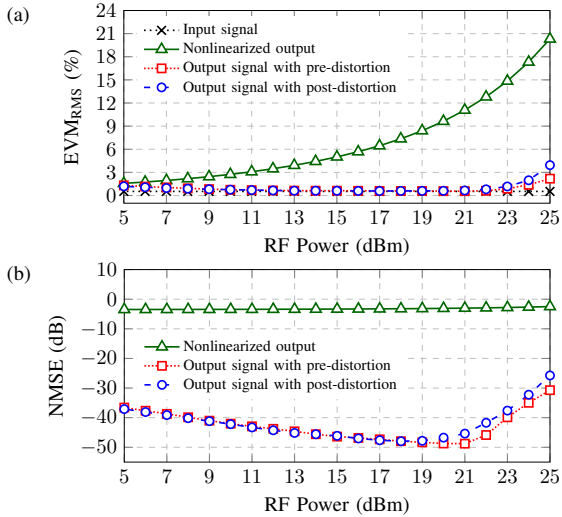 (a)
Input signal
Nonlinearized output
Output signal with pre-distortion
Output signal with post-distortion
24
21
18
15
12
9
6
3
0
EVM_RMS (%)
5 7 9 11 13 15 17 19 21 23 25
RF Power (dBm)
(b)
10
0
−10
−20
−30
−40
−50
NMSE (dB)
Nonlinearized output
Output signal with pre-distortion
Output signal with post-distortion
5 7 9 11 13 15 17 19 21 23 25
RF Power (dBm)